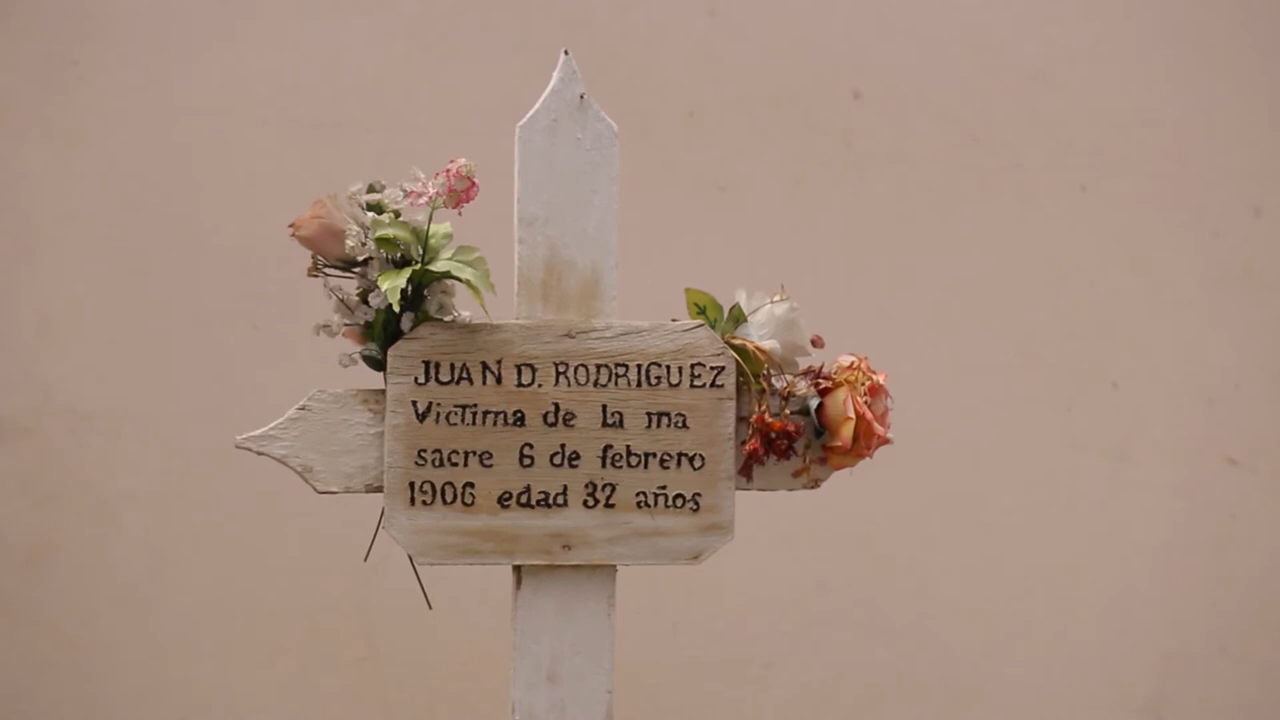 JUAN D. RODRIGUEZ
Victima de la ma
sacre 6 de febrero
1906 edad 32 años